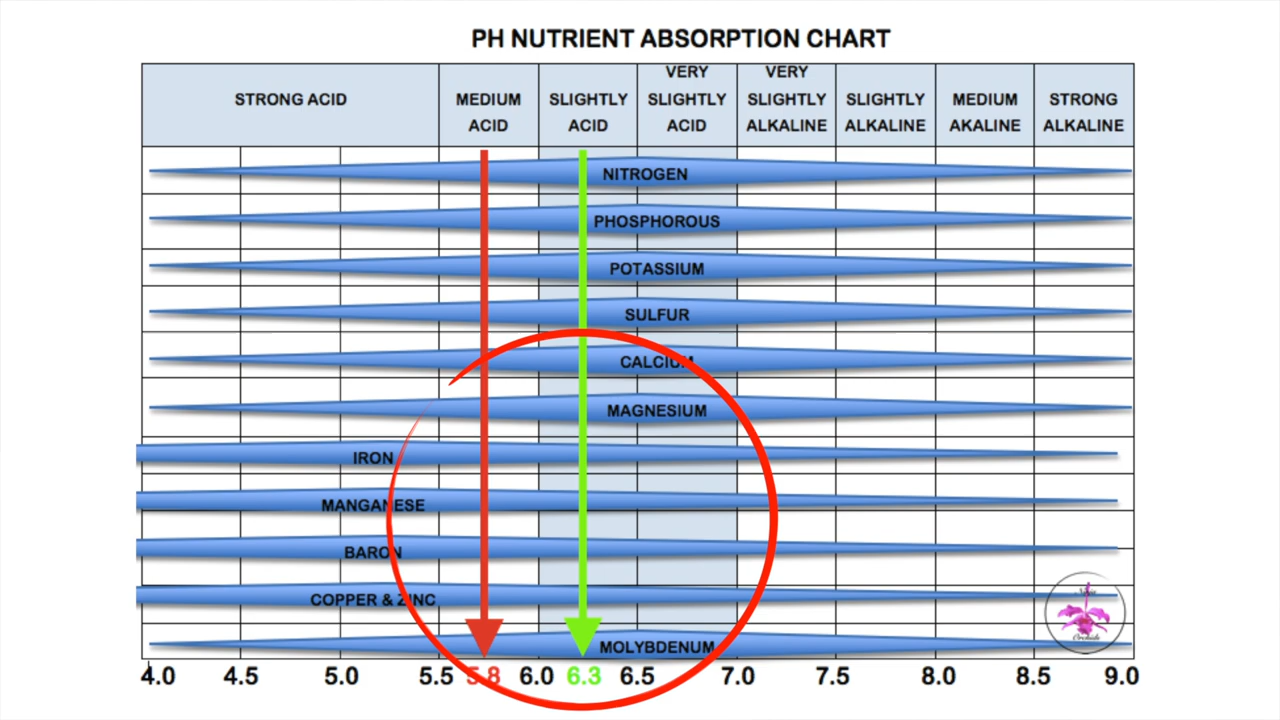 PH NUTRIENT ABSORPTION CHART
STRONG ACID
MEDIUM
ACID
SLIGHTLY
ACID
VERY
SLIGHTLY
ACID
VERY
SLIGHTLY
ALKALINE
SLIGHTLY
ALKALINE
MEDIUM
AKALINE
STRONG
ALKALINE
NITROGEN
PHOSPHOROUS
POTASSIUM
SULFUR
CALCIUM
MAGNESIUM
IRON
MANGANESE
BARON
COPPER & ZINC
MOLYBDENUM
Orchids
4.0 4.5 5.0 5.5 5.8 6.0 6.3 6.5 7.0 7.5 8.0 8.5 9.0